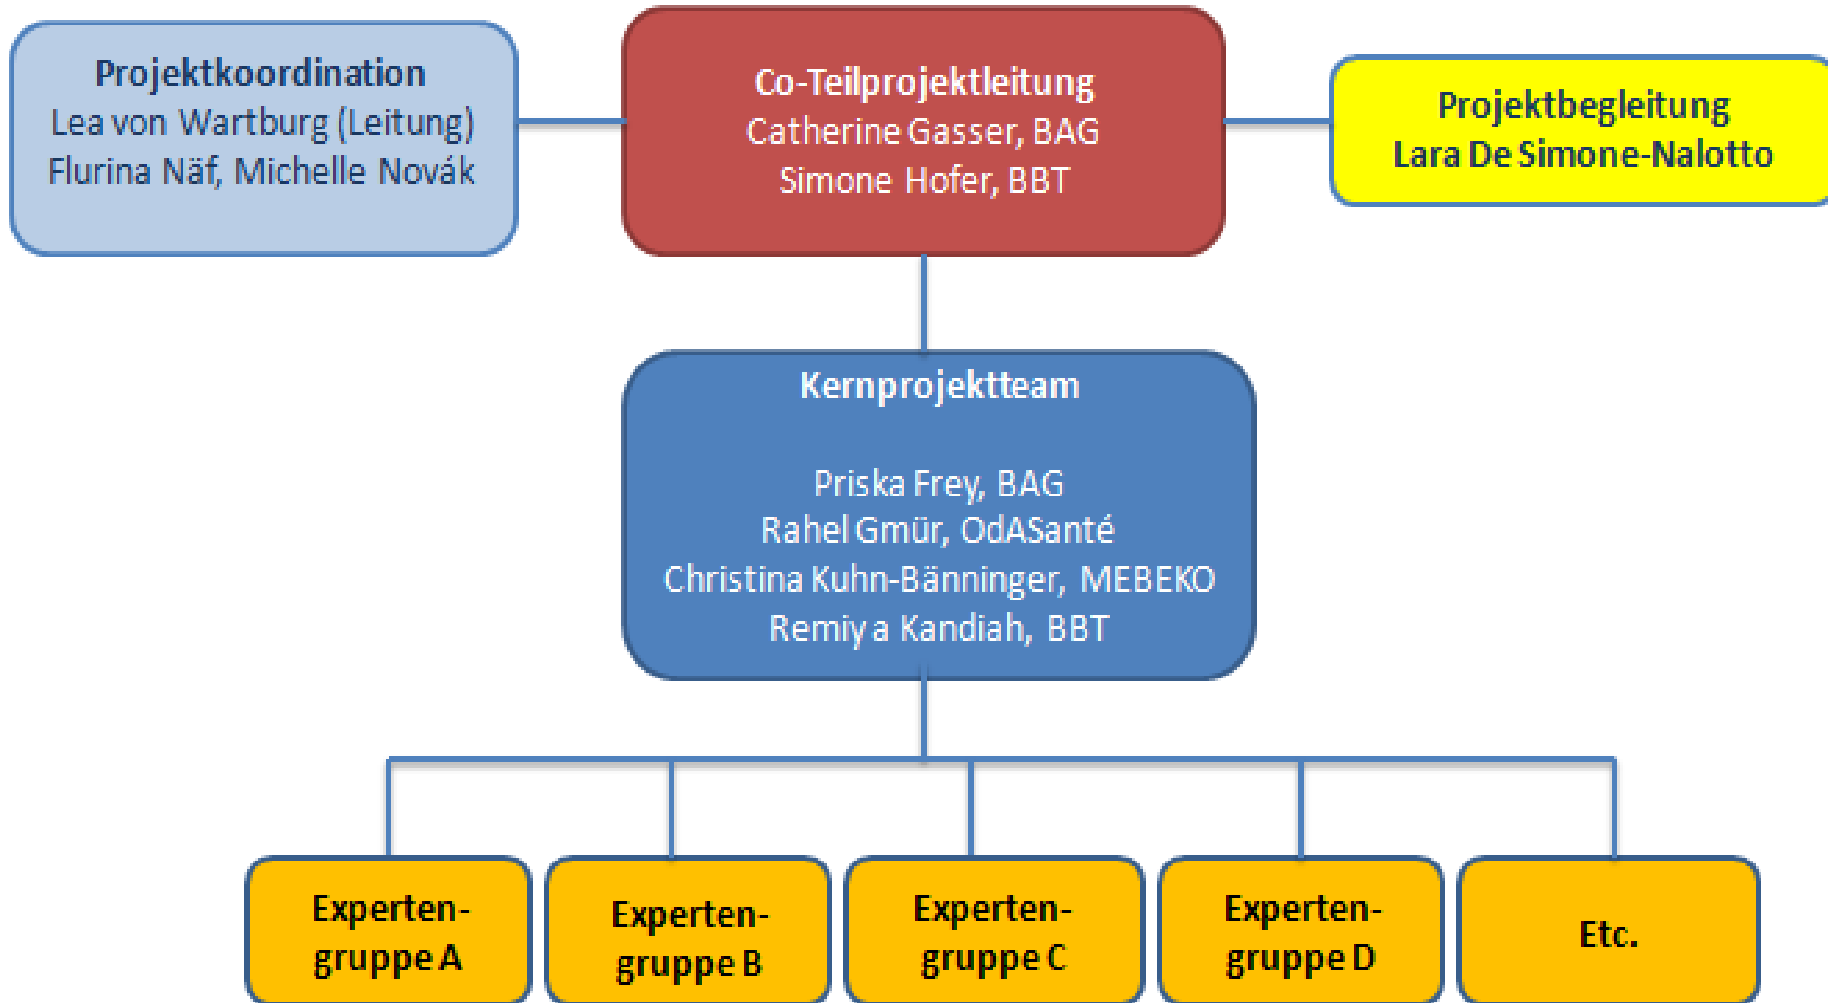 Projektkoordination
Lea von Wartburg (Leitung)
Flurina Näf, Michelle Novák
Co-Teilprojektleitung
Catherine Gasser, BAG
Simone Hofer, BBT
Projektbegleitung
Lara De Simone-Nalotto
Kernprojektteam
Priska Frey, BAG
Rahel Gmür, OdASanté
Christina Kuhn-Bänninger, MEBEKO
Remiya Kandiah, BBT
Experten-
gruppe A
Experten-
gruppe B
Experten-
gruppe C
Experten-
gruppe D
Etc.